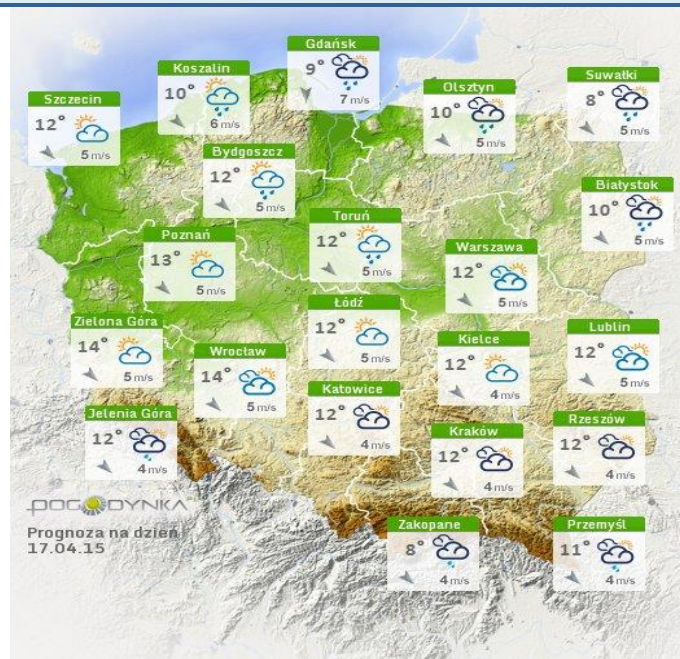 Gdańsk
9°
7 m/s
Koszalin
10°
6 m/s
Olsztyn
10°
5 m/s
Suwałki
8°
5 m/s
Szczecin
12°
5 m/s
Bydgoszcz
12°
5 m/s
Białystok
10°
5 m/s
Toruń
12°
5 m/s
Poznań
13°
5 m/s
Warszawa
12°
5 m/s
Łódź
12°
5 m/s
Zielona Góra
14°
5 m/s
Lublin
12°
5 m/s
Kielce
12°
4 m/s
Wrocław
14°
5 m/s
Katowice
12°
4 m/s
Jelenia Góra
12°
4 m/s
Rzeszów
12°
4 m/s
Kraków
12°
4 m/s
POGODYNKA
Prognoza na dzień
17.04.15
Zakopane
8°
4 m/s
Przemyśl
11°
4 m/s